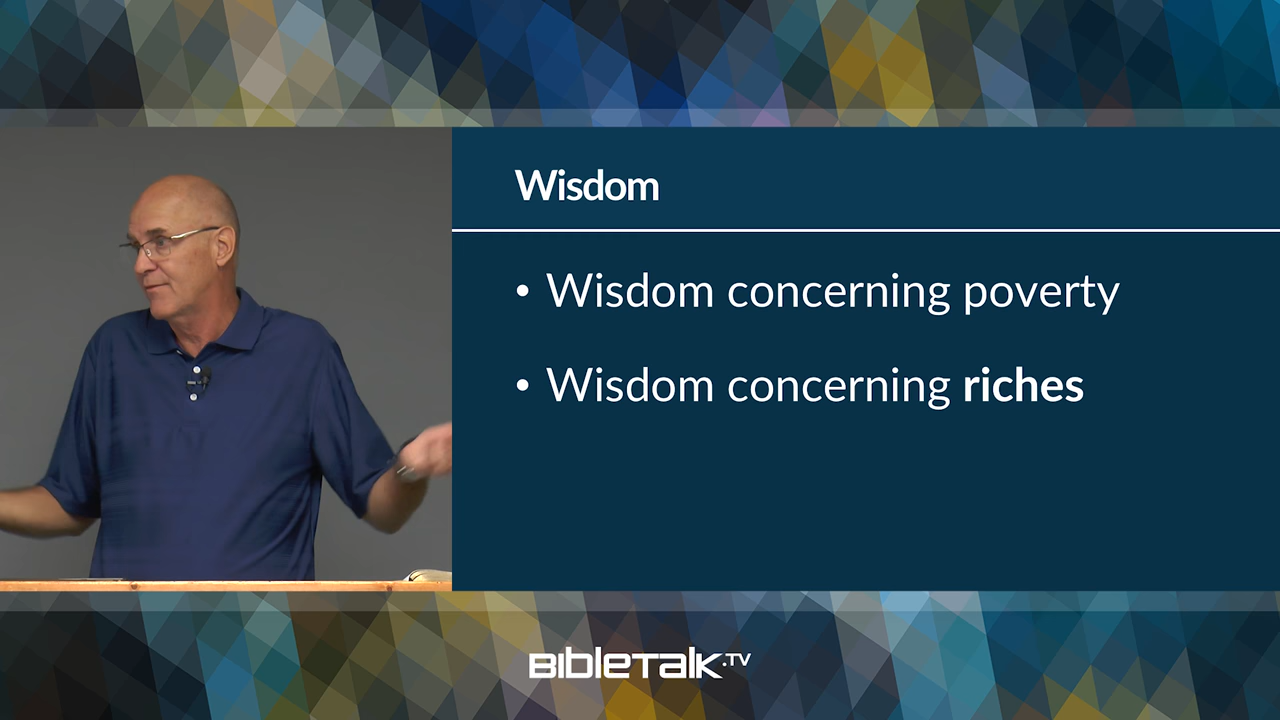 Wisdom
• Wisdom concerning poverty
• Wisdom concerning riches
BibleTalk.TV